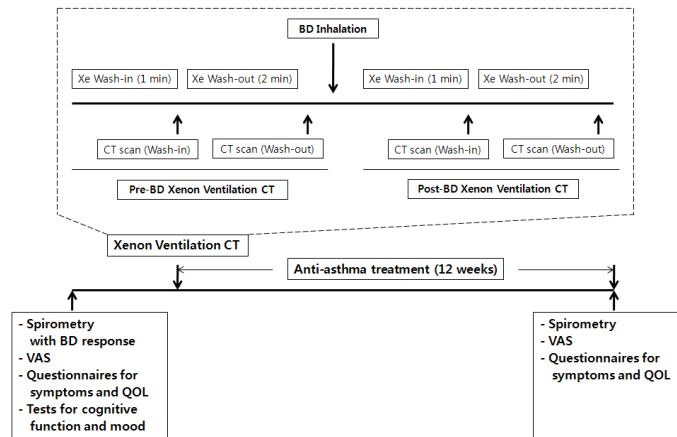 BD Inhalation
Xe Wash-in (1 min)
Xe Wash-out (2 min)
Xe Wash-in (1 min)
Xe Wash-out (2 min)
CT scan (Wash-in)
CT scan (Wash-out)
CT scan (Wash-in)
CT scan (Wash-out)
Pre-BD Xenon Ventilation CT
Post-BD Xenon Ventilation CT
Xenon Ventilation CT
Anti-asthma treatment (12 weeks)
- Spirometry
with BD response
- VAS
- Questionnaires for
symptoms and QOL
- Tests for cognitive
function and mood
- Spirometry
- VAS
- Questionnaires for
symptoms and QOL